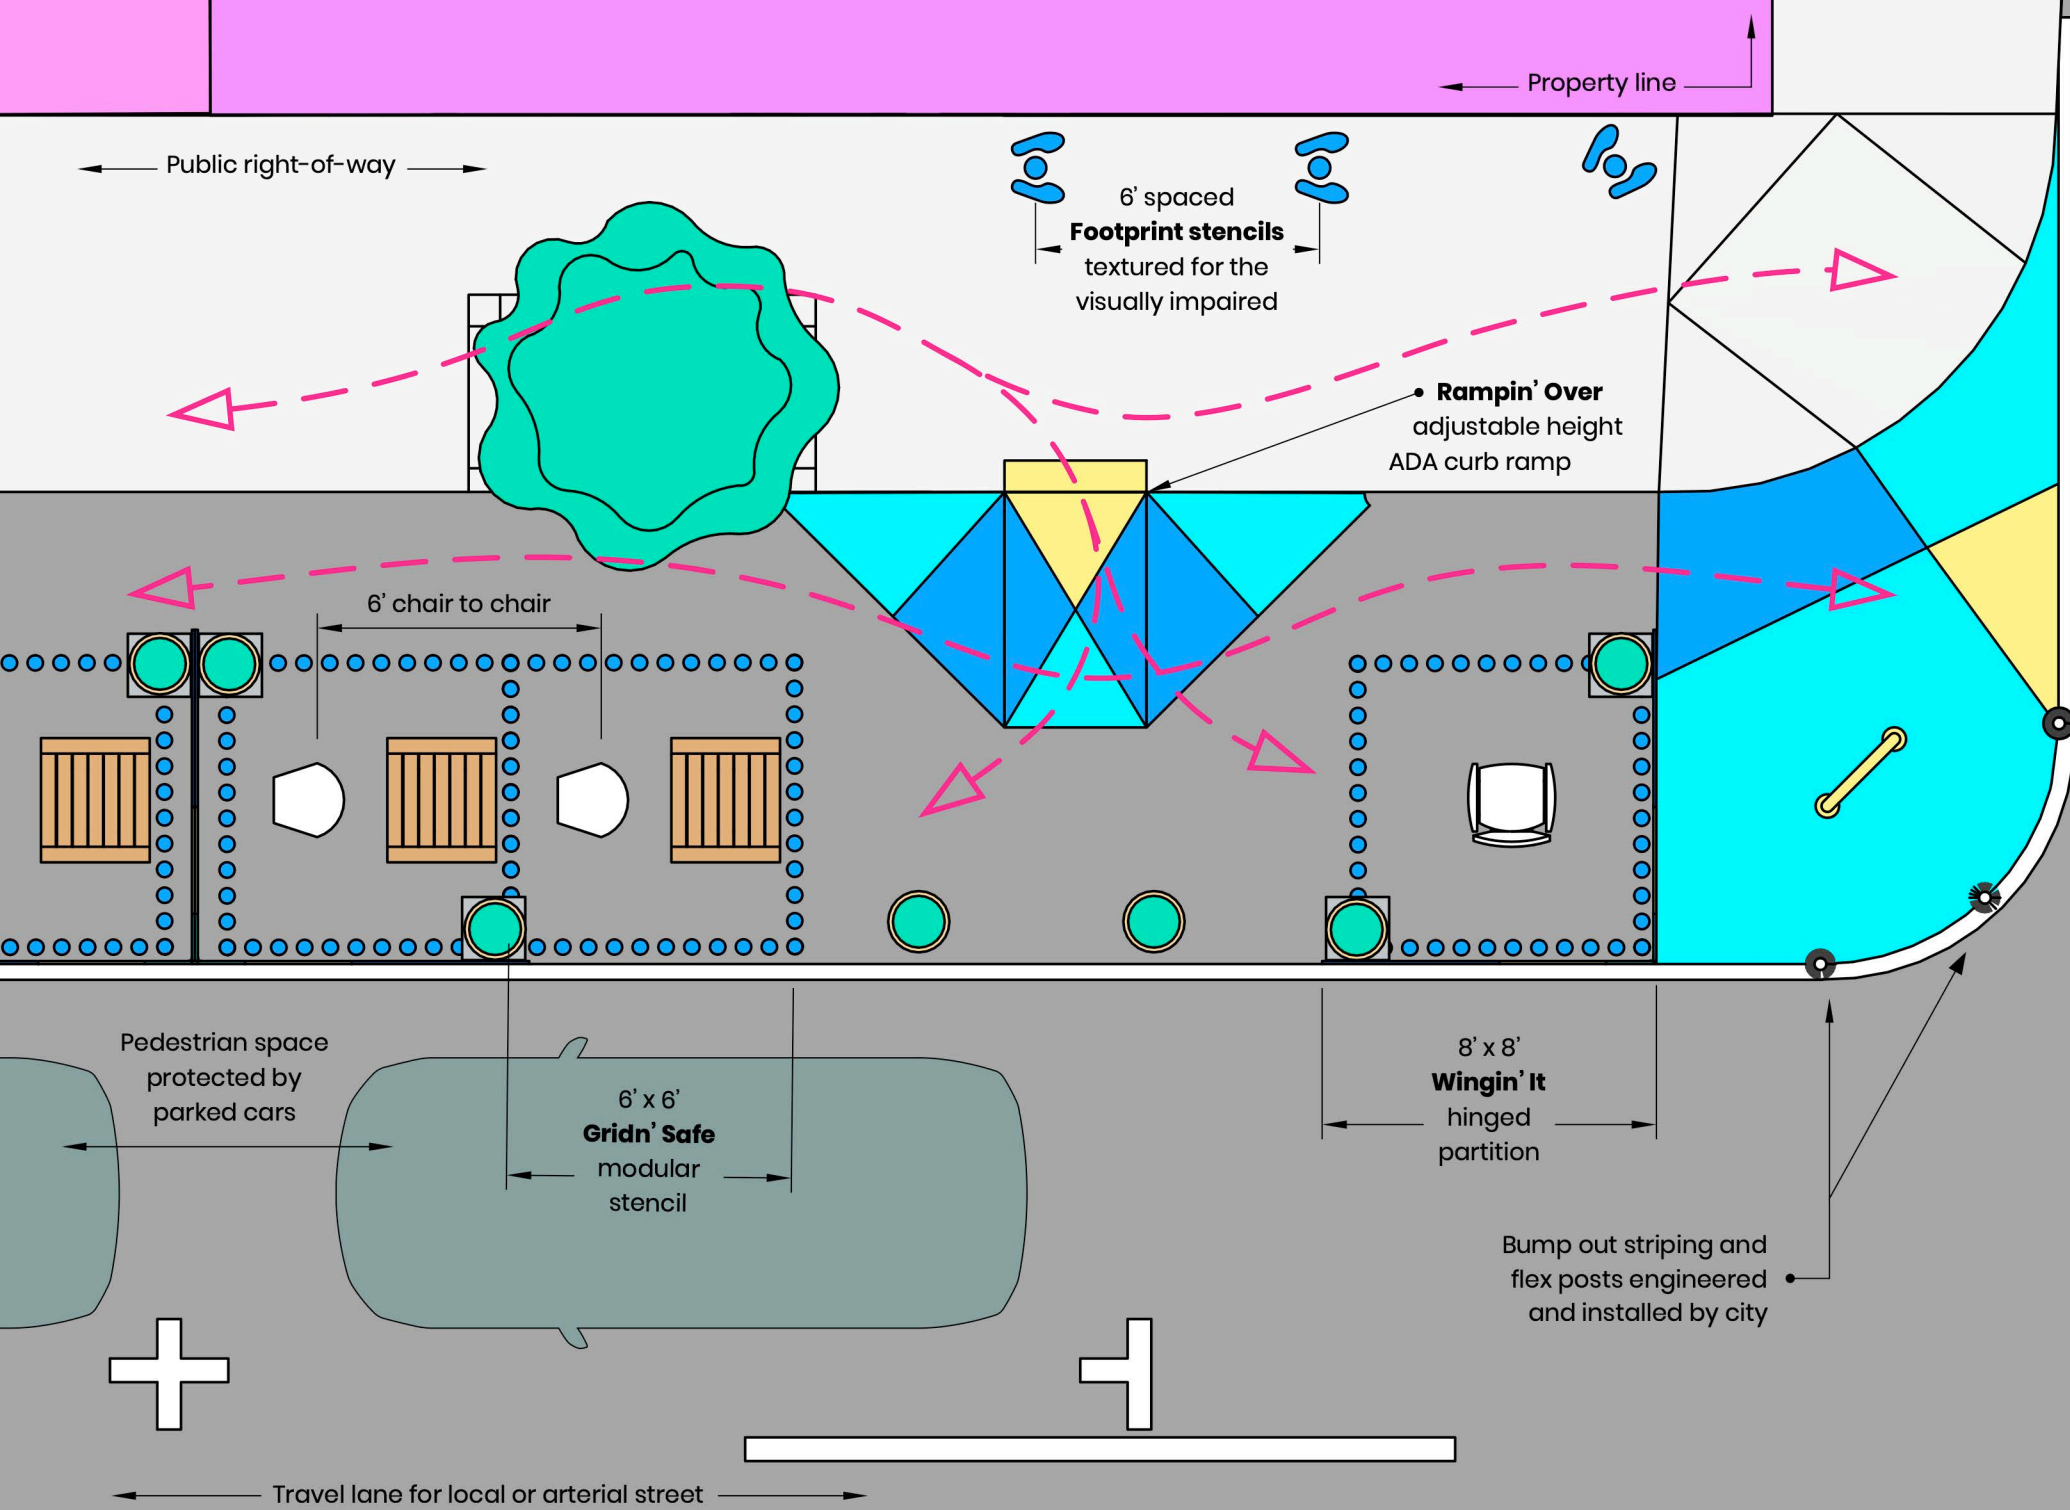 Property line
Public right-of-way
6’ spaced
Footprint stencils
textured for the
visually impaired
Rampin’ Over
adjustable height
ADA curb ramp
6’ chair to chair
Pedestrian space
protected by
parked cars
6’ x 6’
Gridn’ Safe
modular
stencil
8’ x 8’
Wingin’ It
hinged
partition
Bump out striping and
flex posts engineered
and installed by city
Travel lane for local or arterial street